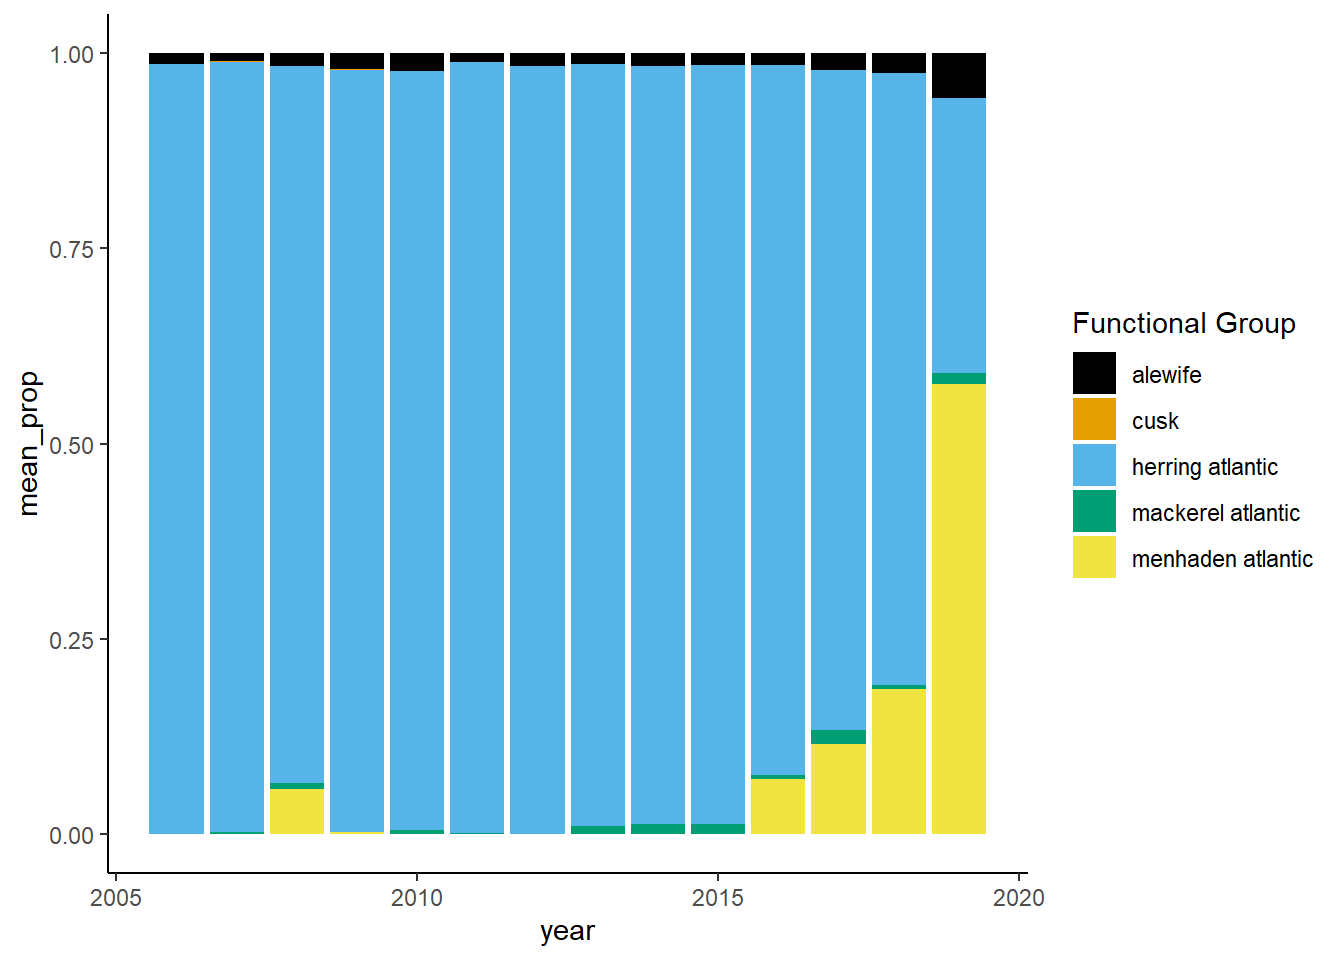 1.00
0.75
0.50
0.25
0.00
mean_prop
2005
2010
2015
2020
year
Functional Group
alewife
cusk
herring atlantic
mackerel atlantic
menhaden atlantic